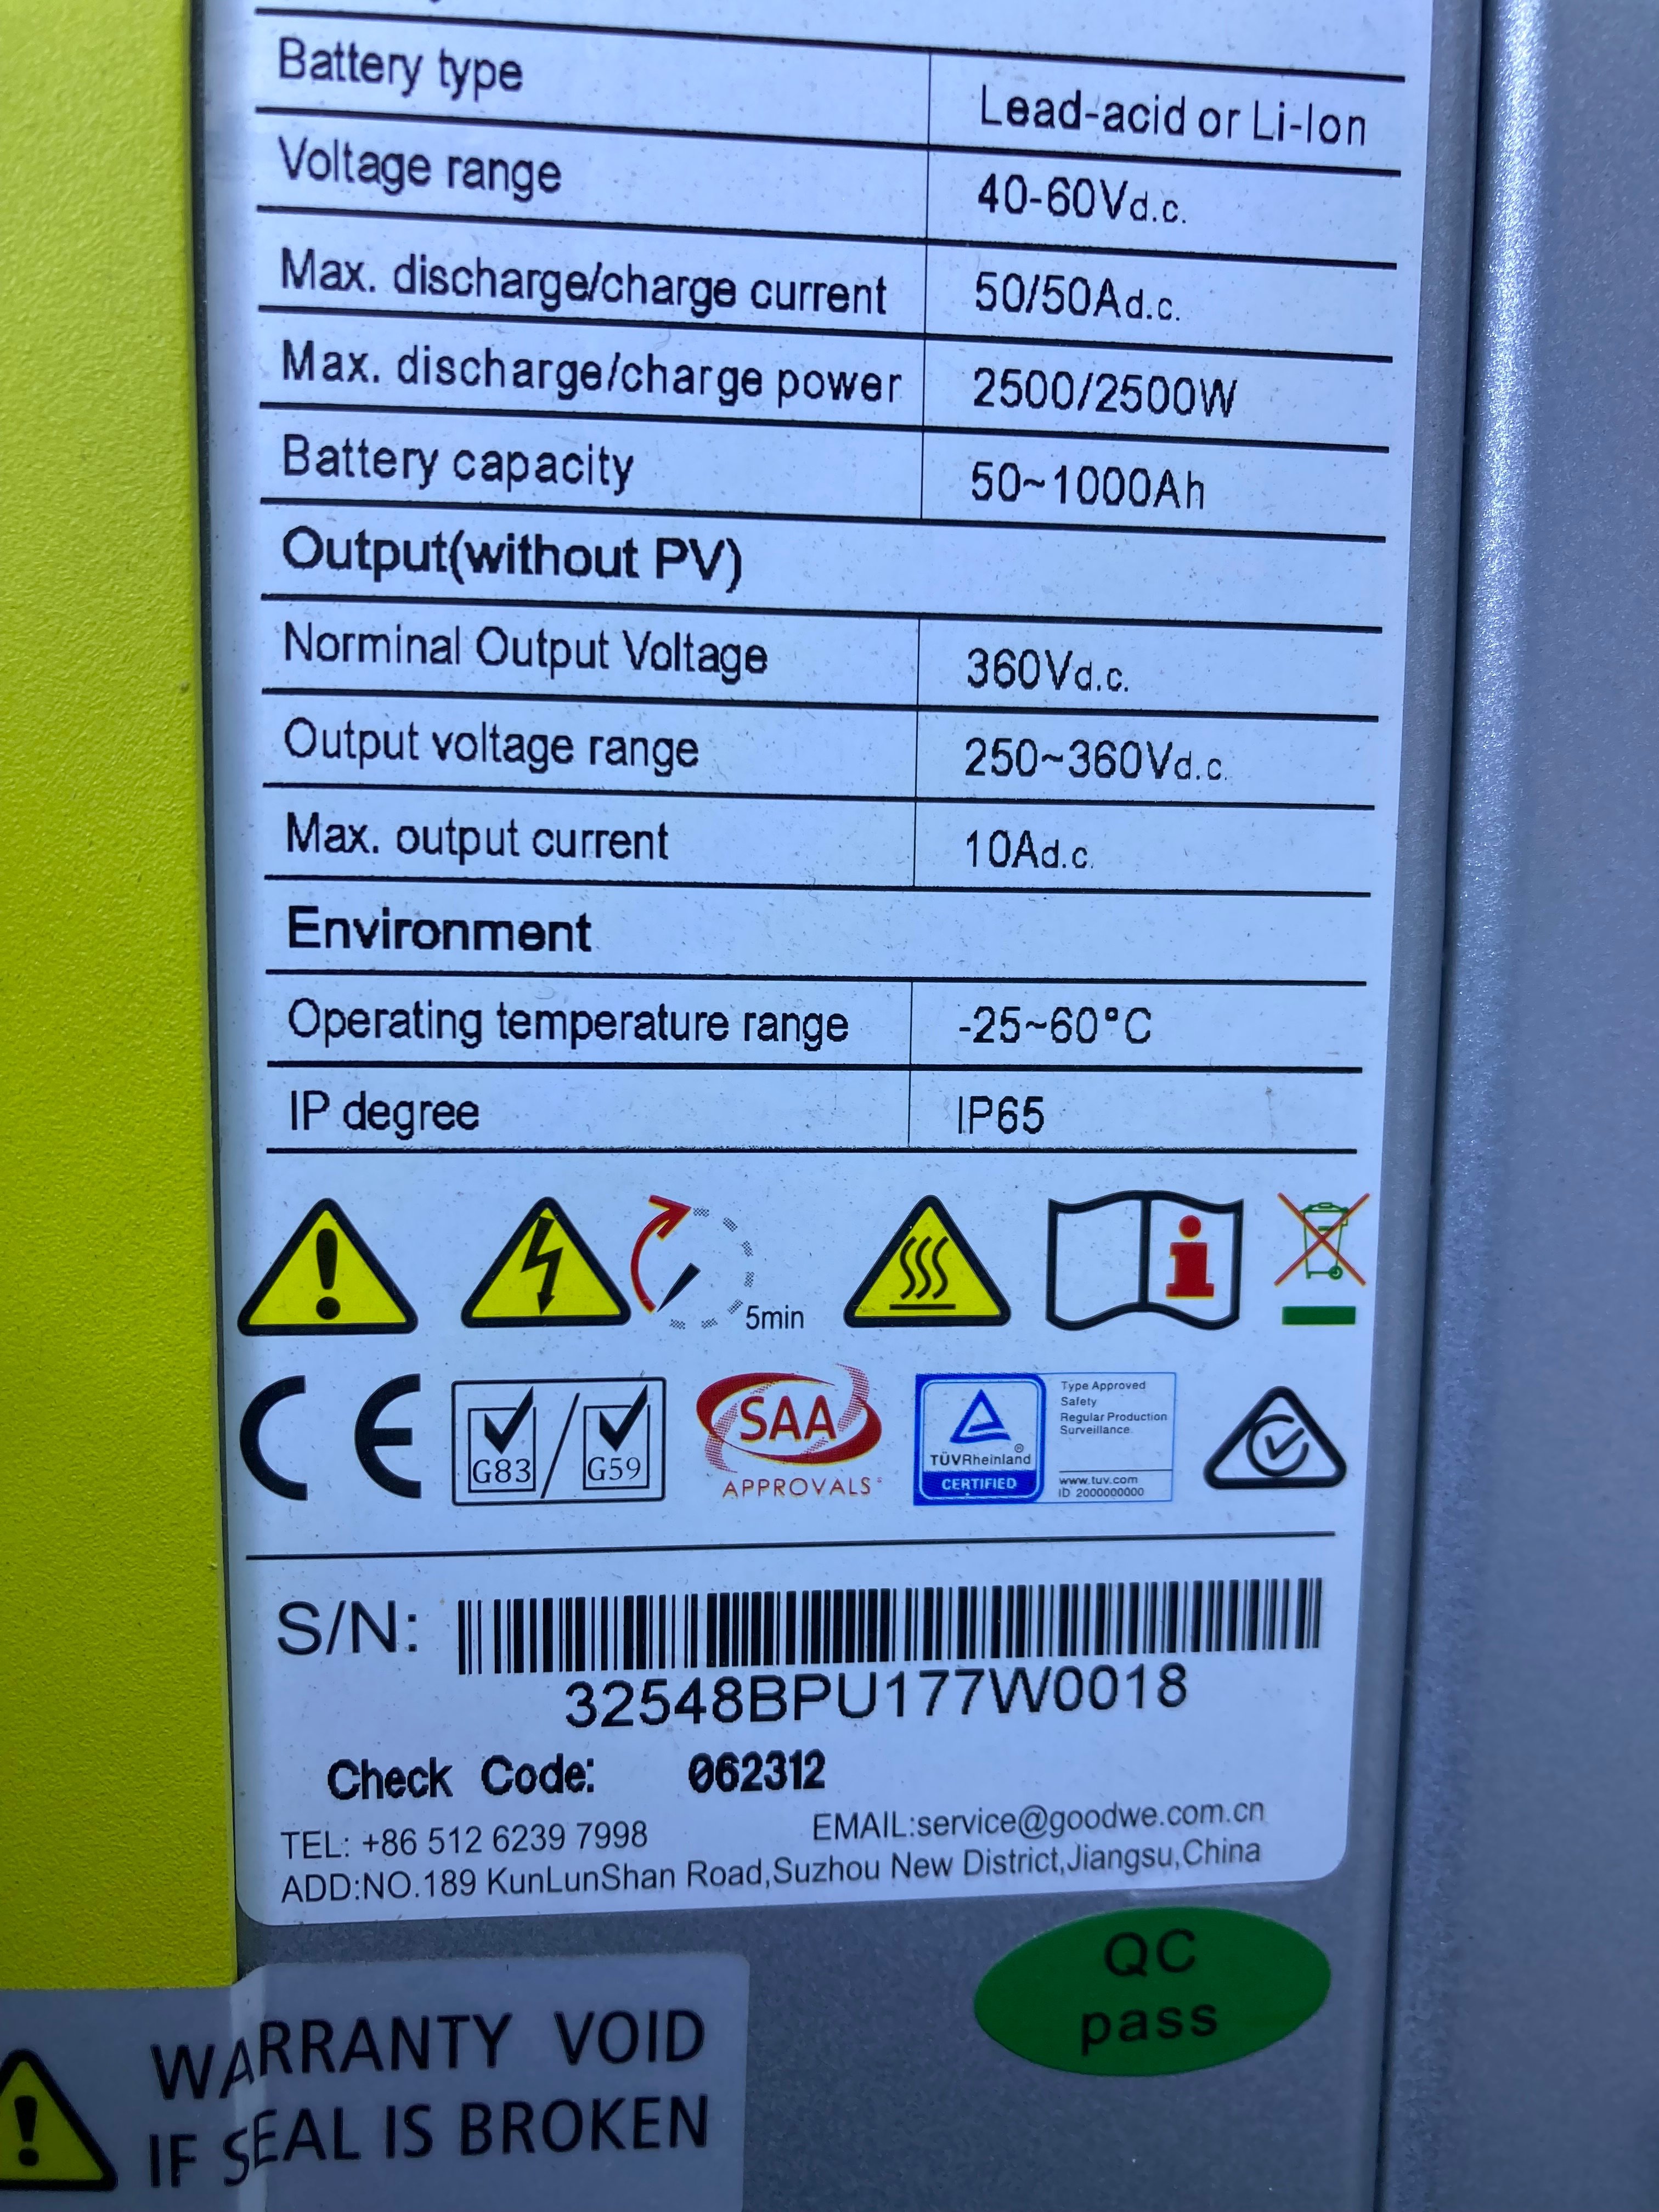 Battery type Lead-acid or Li-Ion
Voltage range 40-60Vd.c.
Max. discharge/charge current 50/50Ad.c.
Max. discharge/charge power 2500/2500W
Battery capacity 50~1000Ah
Output(without PV)
Norminal Output Voltage 360Vd.c.
Output voltage range 250~360Vd.c.
Max. output current 10Ad.c.
Environment
Operating temperature range -25~60°C
IP degree IP65
5min
CE
G83/G59
SAA
APPROVALS
TÜVRheinland
CERTIFIED
Type Approved
Safety
Regular Production
Surveillance
www.tuv.com
ID 2000000000
S/N:
32548BPU177W0018
Check Code: 062312
TEL: +86 512 6239 7998 EMAIL:service@goodwe.com.cn
ADD:NO.189 KunLunShan Road,Suzhou New District,Jiangsu,China
QC
pass
WARRANTY VOID
IF SEAL IS BROKEN